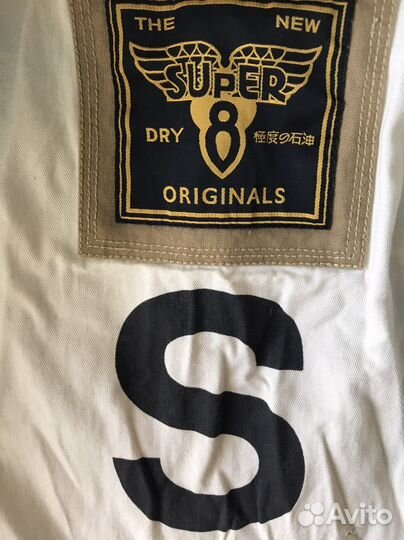 THE NEW
SUPER
8
DRY 極度の石油
ORIGINALS
S
Avito